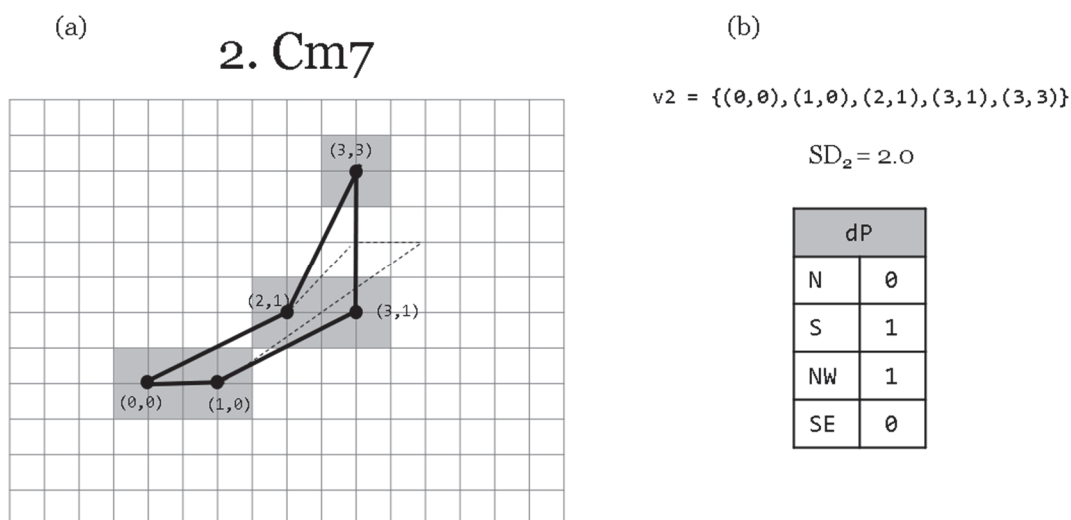 (a)
2. Cm7
(3,3)
(2,1)
(3,1)
(0,0)
(1,0)
(b)
v2 = {(0,0),(1,0),(2,1),(3,1),(3,3)}
SD₂ = 2.0
dP
N 0
S 1
NW 1
SE 0